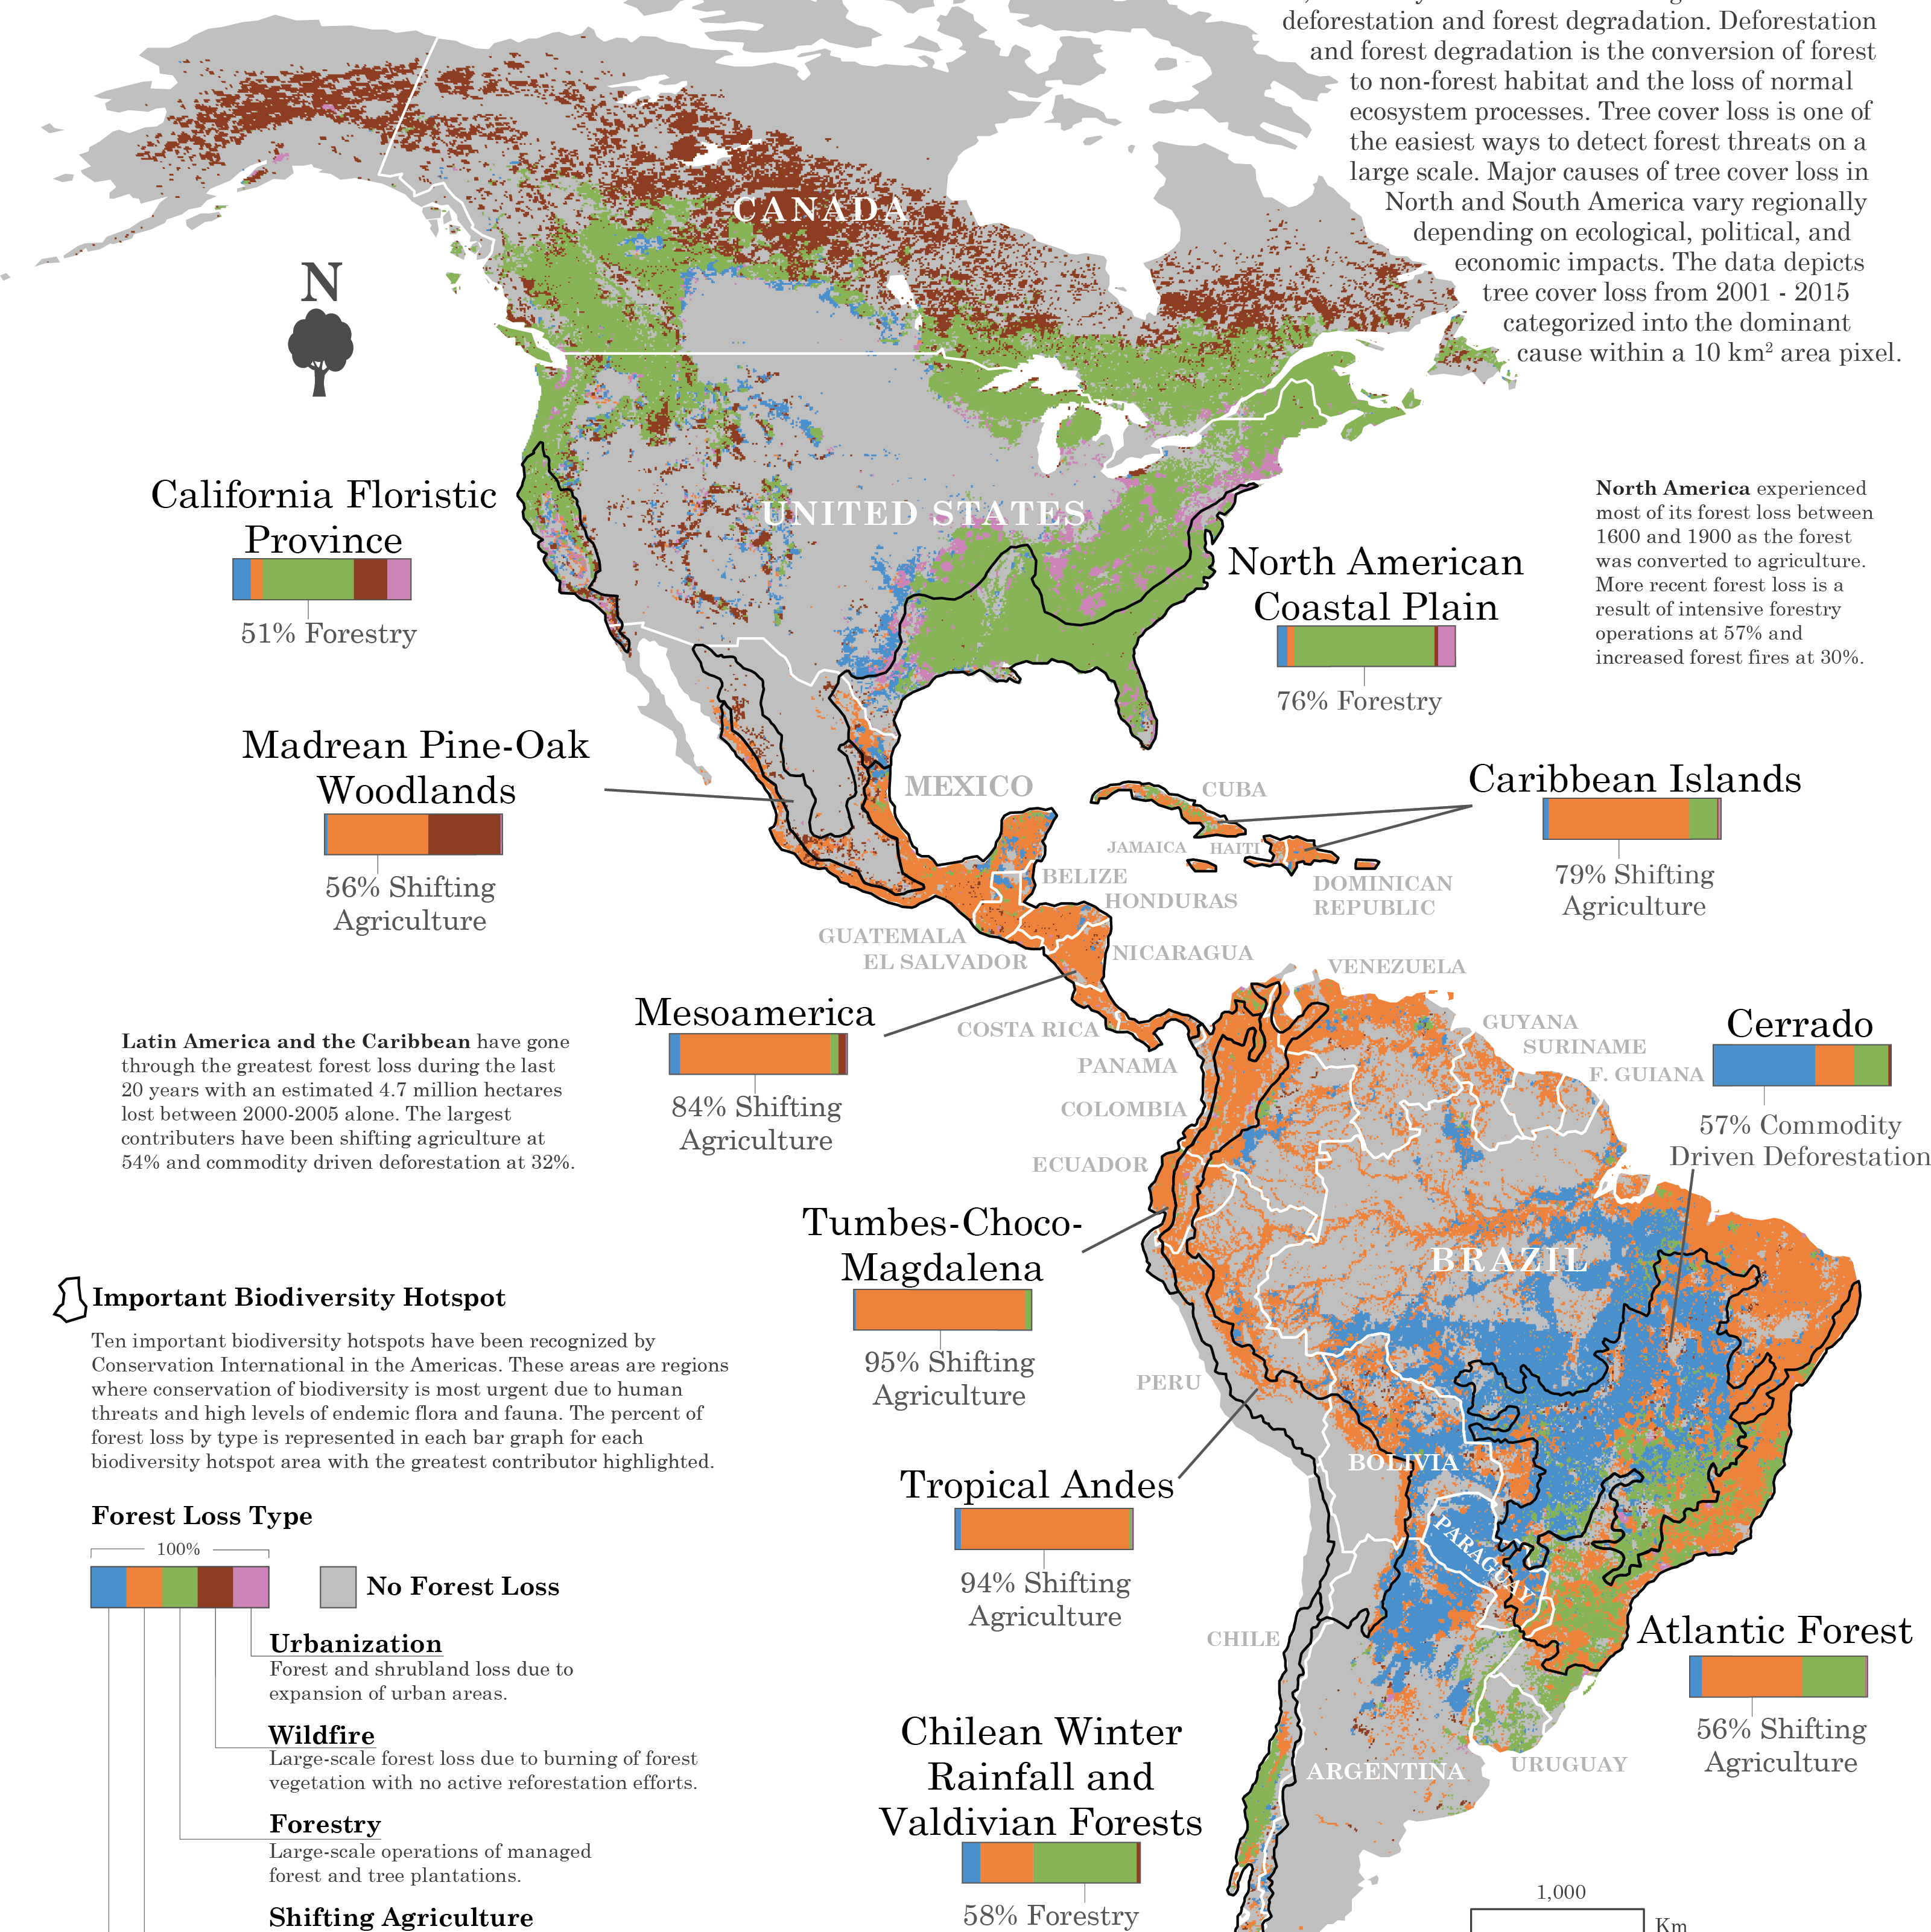 deforestation and forest degradation. Deforestation
and forest degradation is the conversion of forest
to non-forest habitat and the loss of normal
ecosystem processes. Tree cover loss is one of
the easiest ways to detect forest threats on a
large scale. Major causes of tree cover loss in
North and South America vary regionally
depending on ecological, political, and
economic impacts. The data depicts
tree cover loss from 2001 - 2015
categorized into the dominant
cause within a 10 km² area pixel.
CANADA
N
UNITED STATES
California Floristic
Province
51% Forestry
North American
Coastal Plain
76% Forestry
North America experienced
most of its forest loss between
1600 and 1900 as the forest
was converted to agriculture.
More recent forest loss is a
result of intensive forestry
operations at 57% and
increased forest fires at 30%.
Madrean Pine-Oak
Woodlands
56% Shifting
Agriculture
MEXICO
CUBA
JAMAICA
HAITI
DOMINICAN
REPUBLIC
Caribbean Islands
79% Shifting
Agriculture
BELIZE
HONDURAS
GUATEMALA
EL SALVADOR
NICARAGUA
COSTA RICA
PANAMA
Mesoamerica
84% Shifting
Agriculture
VENEZUELA
GUYANA
SURINAME
F. GUIANA
COLOMBIA
ECUADOR
Cerrado
57% Commodity
Driven Deforestation
Latin America and the Caribbean have gone
through the greatest forest loss during the last
20 years with an estimated 4.7 million hectares
lost between 2000-2005 alone. The largest
contributers have been shifting agriculture at
54% and commodity driven deforestation at 32%.
Tumbes-Choco-
Magdalena
95% Shifting
Agriculture
BRAZIL
PERU
BOLIVIA
PARAGUAY
Tropical Andes
94% Shifting
Agriculture
CHILE
ARGENTINA
URUGUAY
Atlantic Forest
56% Shifting
Agriculture
Chilean Winter
Rainfall and
Valdivian Forests
58% Forestry
Important Biodiversity Hotspot
Ten important biodiversity hotspots have been recognized by
Conservation International in the Americas. These areas are regions
where conservation of biodiversity is most urgent due to human
threats and high levels of endemic flora and fauna. The percent of
forest loss by type is represented in each bar graph for each
biodiversity hotspot area with the greatest contributor highlighted.
Forest Loss Type
100%
No Forest Loss
Urbanization
Forest and shrubland loss due to
expansion of urban areas.
Wildfire
Large-scale forest loss due to burning of forest
vegetation with no active reforestation efforts.
Forestry
Large-scale operations of managed
forest and tree plantations.
Shifting Agriculture
1,000
Km